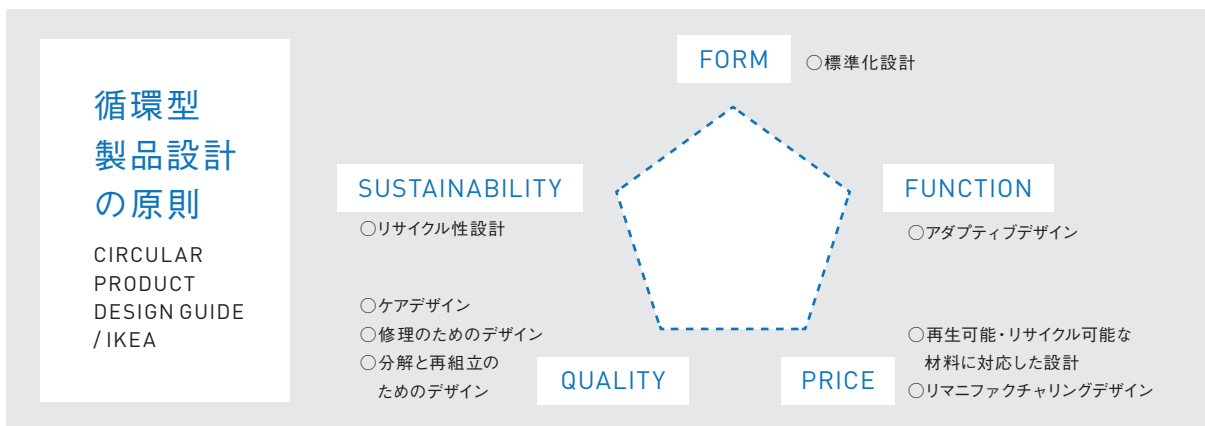 循環型
製品設計
の原則
CIRCULAR
PRODUCT
DESIGN GUIDE
/ IKEA
FORM
○標準化設計
SUSTAINABILITY
○リサイクル性設計
FUNCTION
○アダプティブデザイン
○ケアデザイン
○修理のためのデザイン
○分解と再組立の
ためのデザイン
QUALITY
PRICE
○再生可能・リサイクル可能な
材料に対応した設計
○リマニファクチャリングデザイン